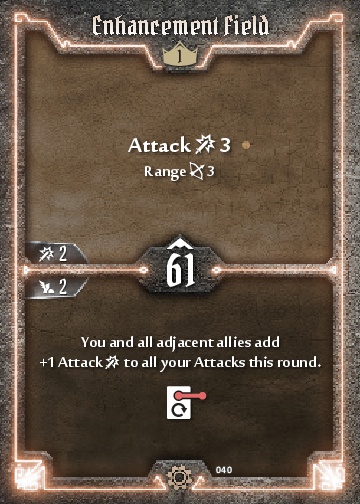 Enhancement Field
1
Attack 3
Range 3
2
61
2
You and all adjacent allies add
+1 Attack to all your Attacks this round.
040